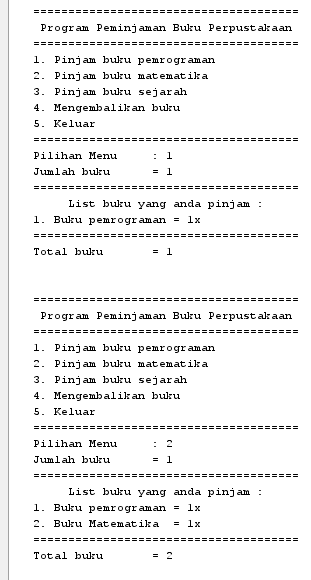 ======================================
Program Peminjaman Buku Perpustakaan
======================================
1. Pinjam buku pemrograman
2. Pinjam buku matematika
3. Pinjam buku sejarah
4. Mengembalikan buku
5. Keluar
======================================
Pilihan Menu     : 1
Jumlah buku      = 1
======================================
List buku yang anda pinjam :
1. Buku pemrograman = 1x
======================================
Total buku       = 1
======================================
Program Peminjaman Buku Perpustakaan
======================================
1. Pinjam buku pemrograman
2. Pinjam buku matematika
3. Pinjam buku sejarah
4. Mengembalikan buku
5. Keluar
======================================
Pilihan Menu     : 2
Jumlah buku      = 1
======================================
List buku yang anda pinjam :
1. Buku pemrograman = 1x
2. Buku Matematika  = 1x
======================================
Total buku       = 2